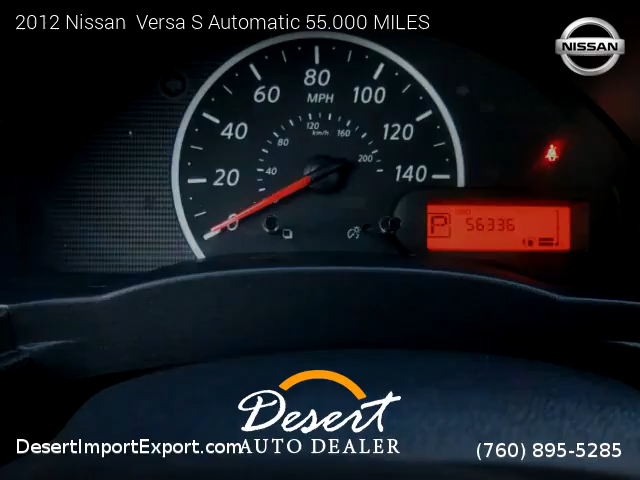 2012 Nissan  Versa S Automatic 55.000 MILES
NISSAN
80
60 MPH 100
40 120 km/h 160 120
80 200
20 40 140
0
P ODO 56336
Desert
DesertImportExport.com AUTO DEALER (760) 895-5285